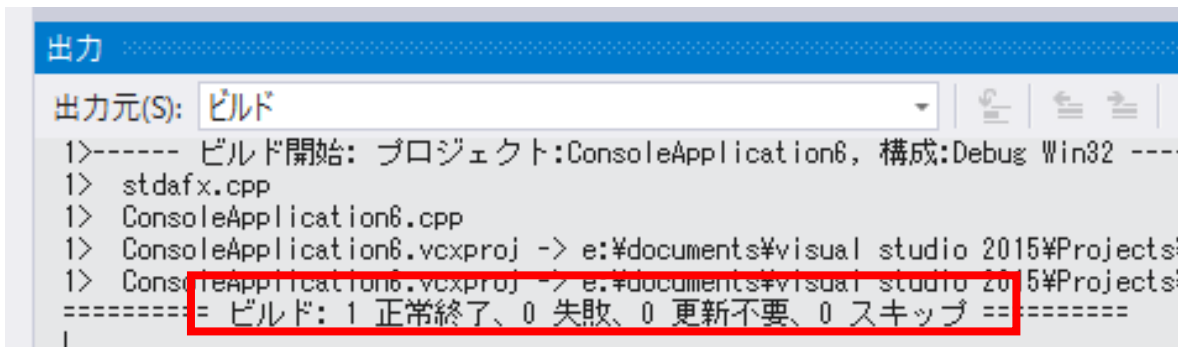 出力
出力元(S): ビルド
1>------ ビルド開始: プロジェクト:ConsoleApplication6, 構成:Debug Win32 ----
1>  stdafx.cpp
1>  ConsoleApplication6.cpp
1>  ConsoleApplication6.vcxproj -> e:¥documents¥visual studio 2015¥Projects¥
1>  ConsoleApplication6.vcxproj -> e:¥documents¥visual studio 2015¥Projects¥
========== ビルド: 1 正常終了、0 失敗、0 更新不要、0 スキップ ==========